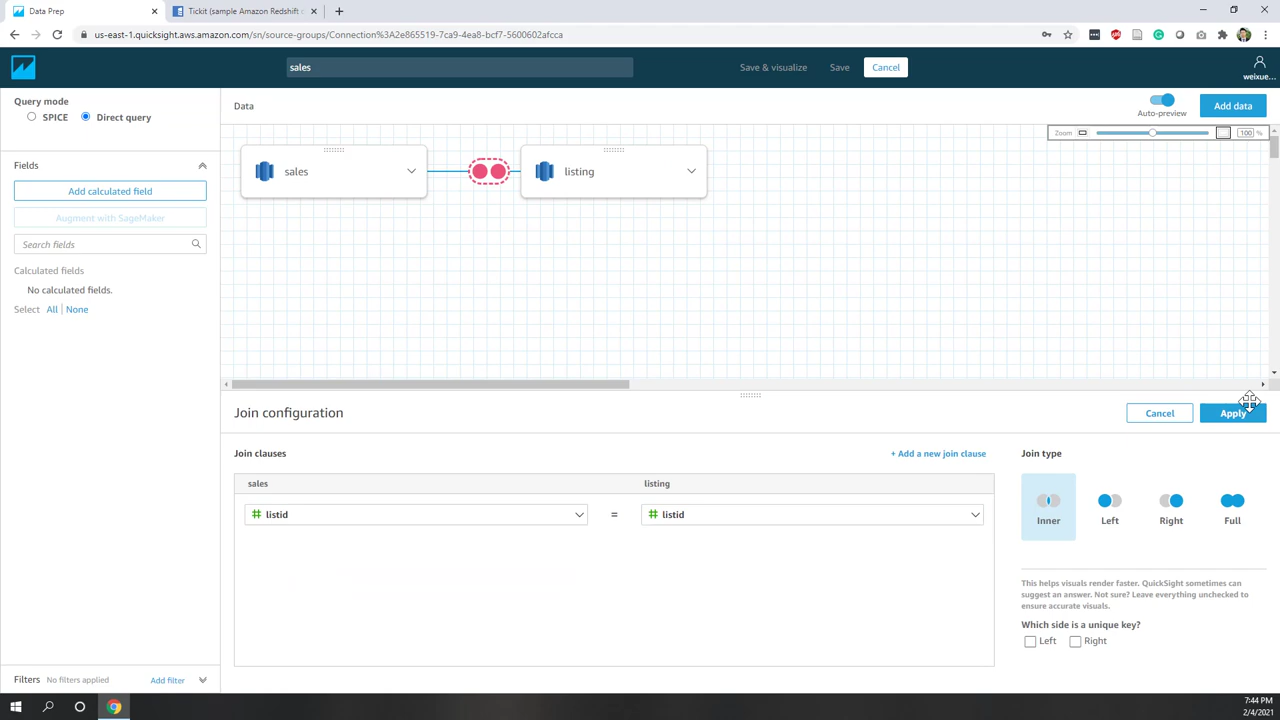 Data Prep
Tickit (sample Amazon Redshift
us-east-1.quicksight.aws.amazon.com/sn/source-groups/Connection%3A2e865519-7ca9-4ea8-bcf7-5600602afcca
sales
Save & visualize
Save
Cancel
weixue...
Query mode
SPICE
Direct query
Data
Auto-preview
Add data
Zoom
100 %
Fields
Add calculated field
Augment with SageMaker
Search fields
Calculated fields
No calculated fields.
Select All None
sales
listing
Join configuration
Cancel
Apply
Join clauses
+ Add a new join clause
sales
listing
listid
=
listid
Join type
Inner
Left
Right
Full
This helps visuals render faster. QuickSight sometimes can
suggest an answer. Not sure? Leave everything unchecked to
ensure accurate visuals.
Which side is a unique key?
Left
Right
Filters No filters applied
Add filter
7:44 PM
2/4/2021